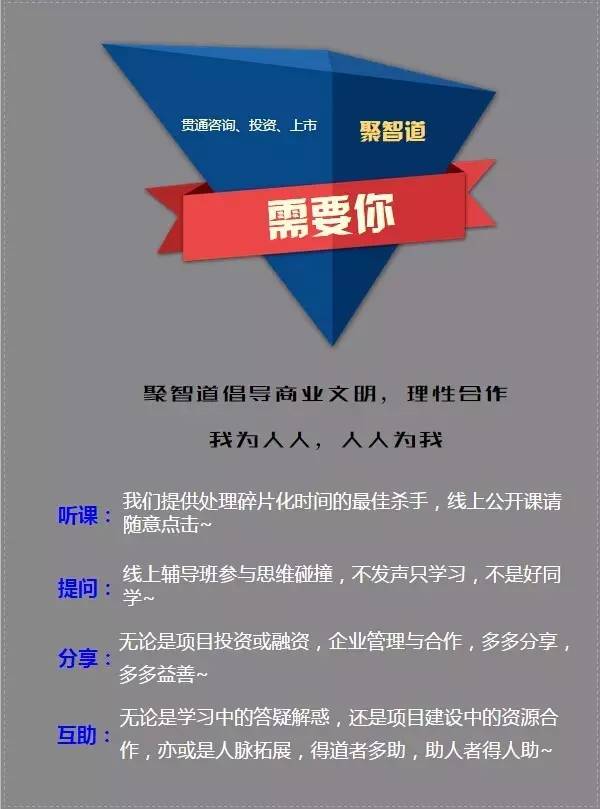 贯通咨询、投资、上市
聚智道
需要你
聚智道倡导商业文明，理性合作
我为人人，人人为我
听课：
我们提供处理碎片化时间的最佳杀手，线上公开课请
随意点击~
提问：
线上辅导班参与思维碰撞，不发声只学习，不是好同
学~
分享：
无论是项目投资或融资，企业管理与合作，多多分享，
多多益善~
互助：
无论是学习中的答疑解惑，还是项目建设中的资源合
作，亦或是人脉拓展，得道者多助，助人者得人助~